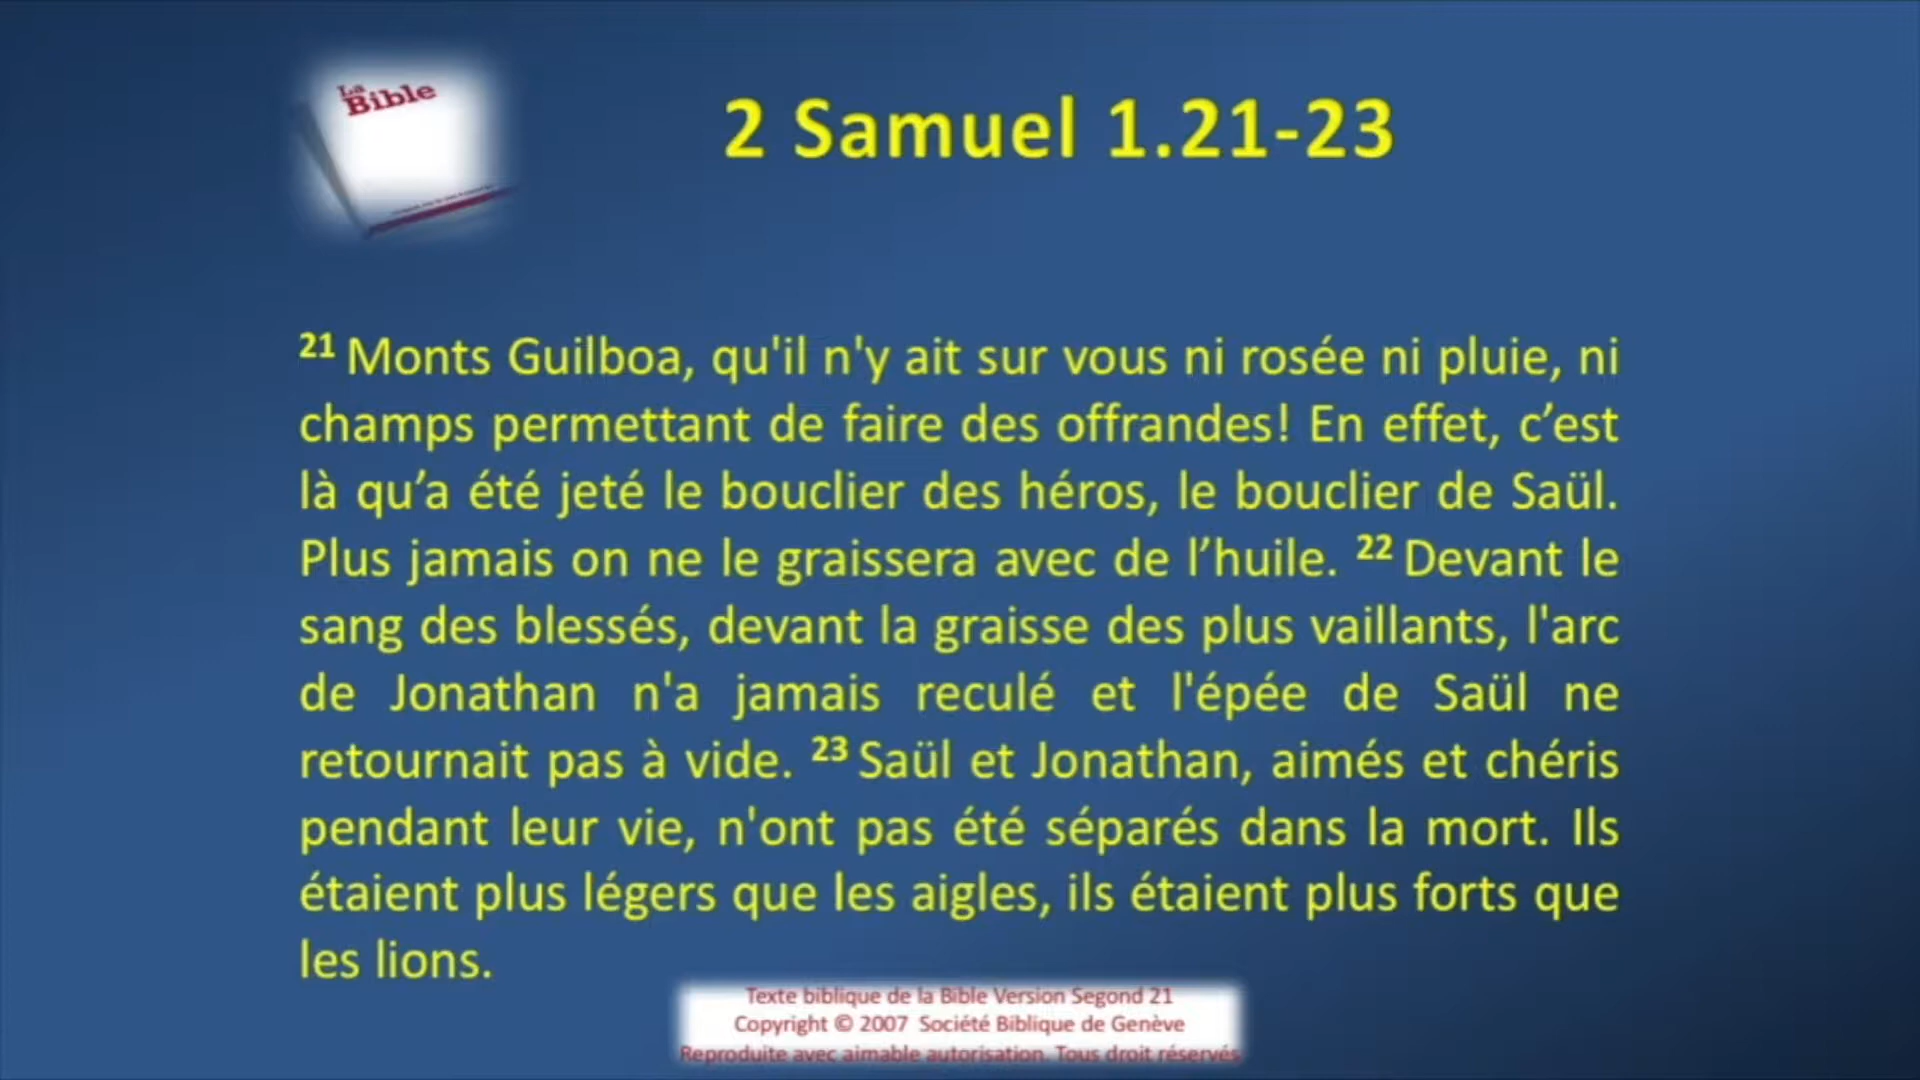 La
Bible
2 Samuel 1.21-23
21 Monts Guilboa, qu'il n'y ait sur vous ni rosée ni pluie, ni
champs permettant de faire des offrandes! En effet, c’est
là qu’a été jeté le bouclier des héros, le bouclier de Saül.
Plus jamais on ne le graissera avec de l’huile. 22 Devant le
sang des blessés, devant la graisse des plus vaillants, l'arc
de Jonathan n'a jamais reculé et l'épée de Saül ne
retournait pas à vide. 23 Saül et Jonathan, aimés et chéris
pendant leur vie, n'ont pas été séparés dans la mort. Ils
étaient plus légers que les aigles, ils étaient plus forts que
les lions.
Texte biblique de la Bible Version Segond 21
Copyright © 2007 Société Biblique de Genève
Reproduite avec aimable autorisation. Tous droit réservés